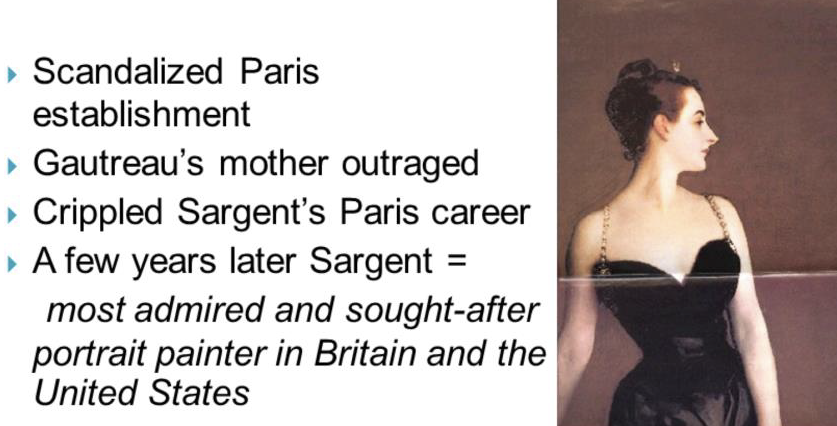 Scandalized Paris
establishment
Gautreau's mother outraged
Crippled Sargent's Paris career
A few years later Sargent =
most admired and sought-after
portrait painter in Britain and the
United States